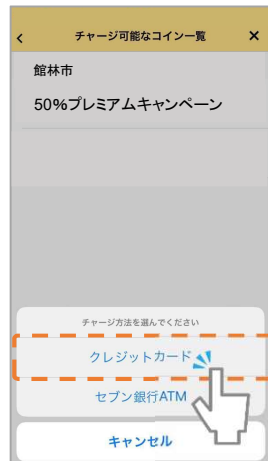 チャージ可能なコイン一覧
館林市
50%プレミアムキャンペーン
チャージ方法を選んでください
クレジットカード
セブン銀行ATM
キャンセル